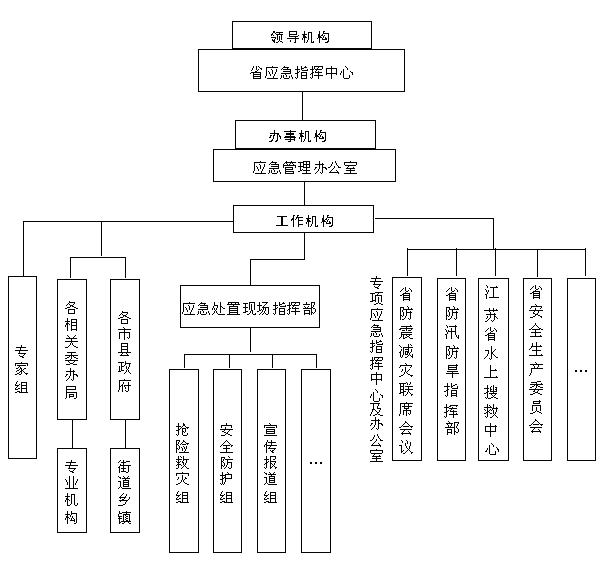 领导机构
省应急指挥中心
办事机构
应急管理办公室
工作机构
专家组
各相关委办局
专业机构
各市县政府
街道乡镇
应急处置现场指挥部
抢险救灾组
安全防护组
宣传报道组
...
专项应急指挥中心及办公室
省防震减灾联席会议
省防汛防旱指挥部
江苏省水上搜救中心
省安全生产委员会
...